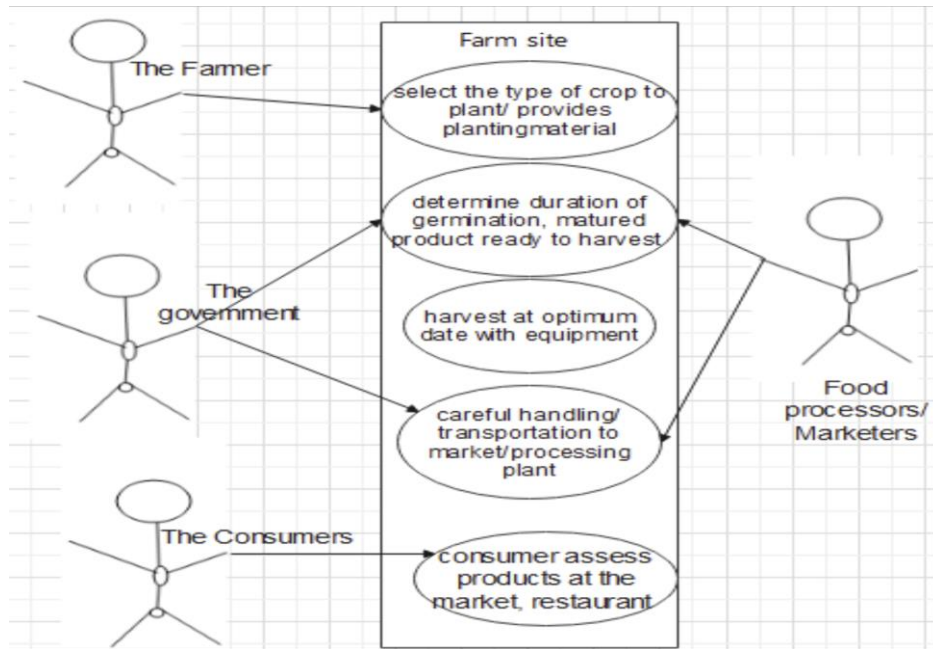 Farm site
The Farmer
select the type of crop to
plant/ provides
plantingmaterial
determine duration of
germination, matured
product ready to harvest
The
government
harvest at optimum
date with equipment
Food
processors/
Marketers
careful handling/
transportation to
market/processing
plant
The Consumers
consumer assess
products at the
market, restaurant